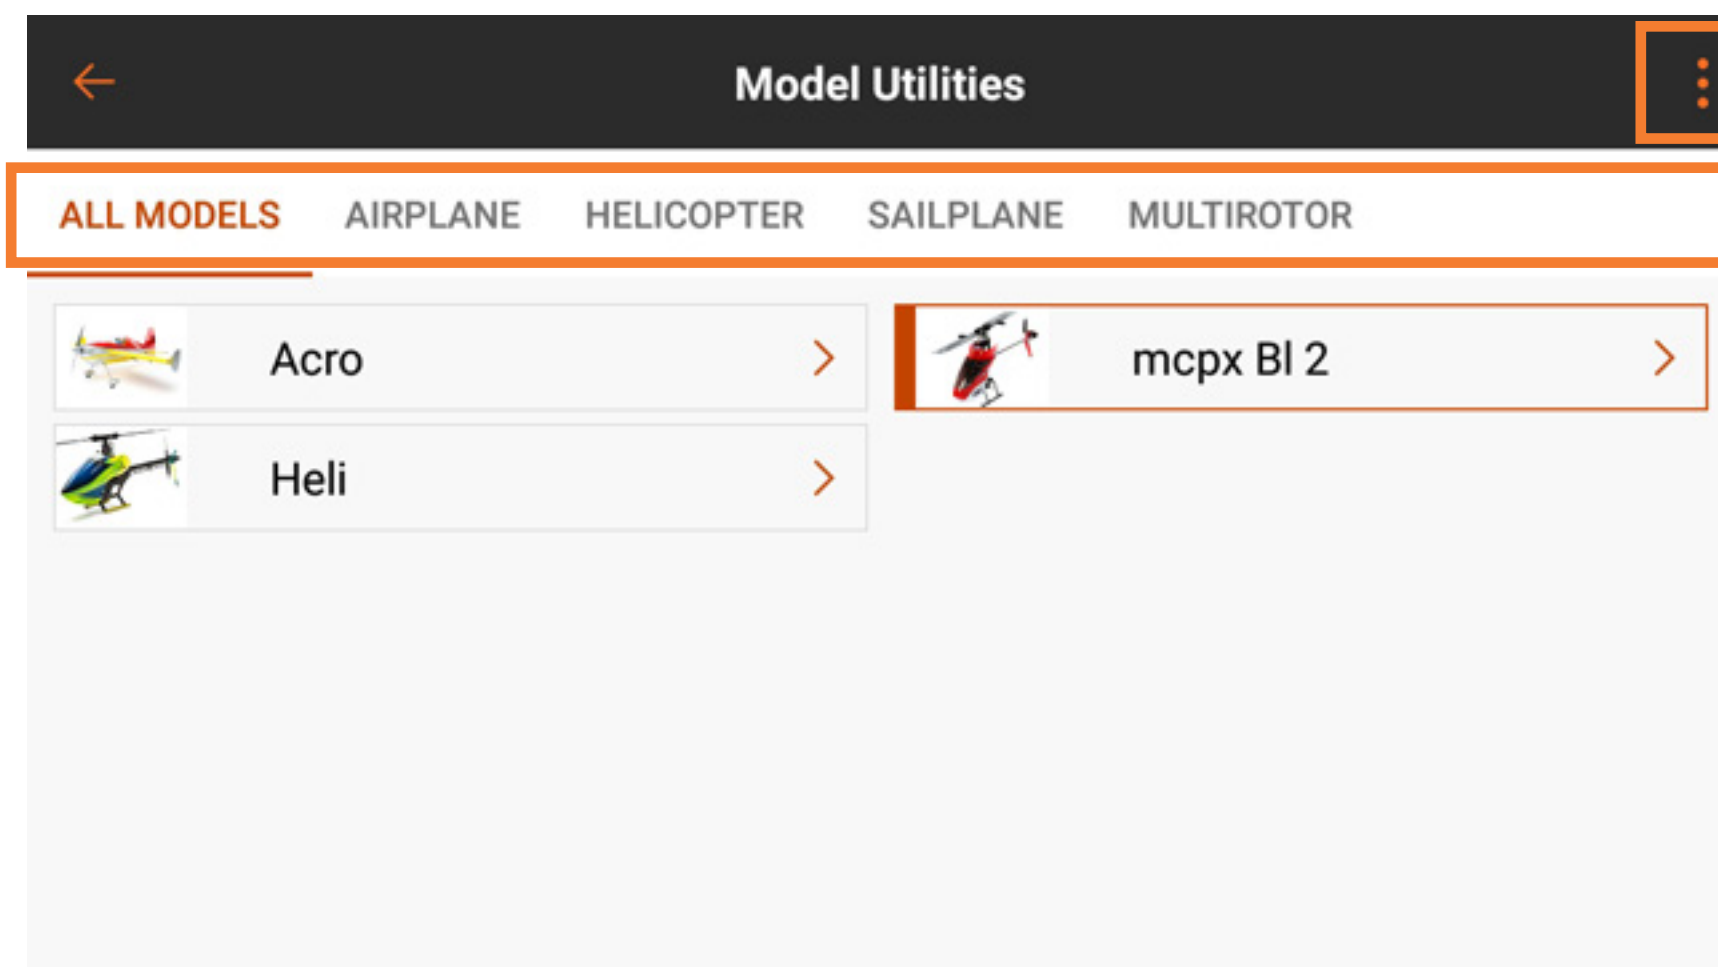 Model Utilities
ALL MODELS AIRPLANE HELICOPTER SAILPLANE MULTIROTOR
Acro
mcpx Bl 2
Heli